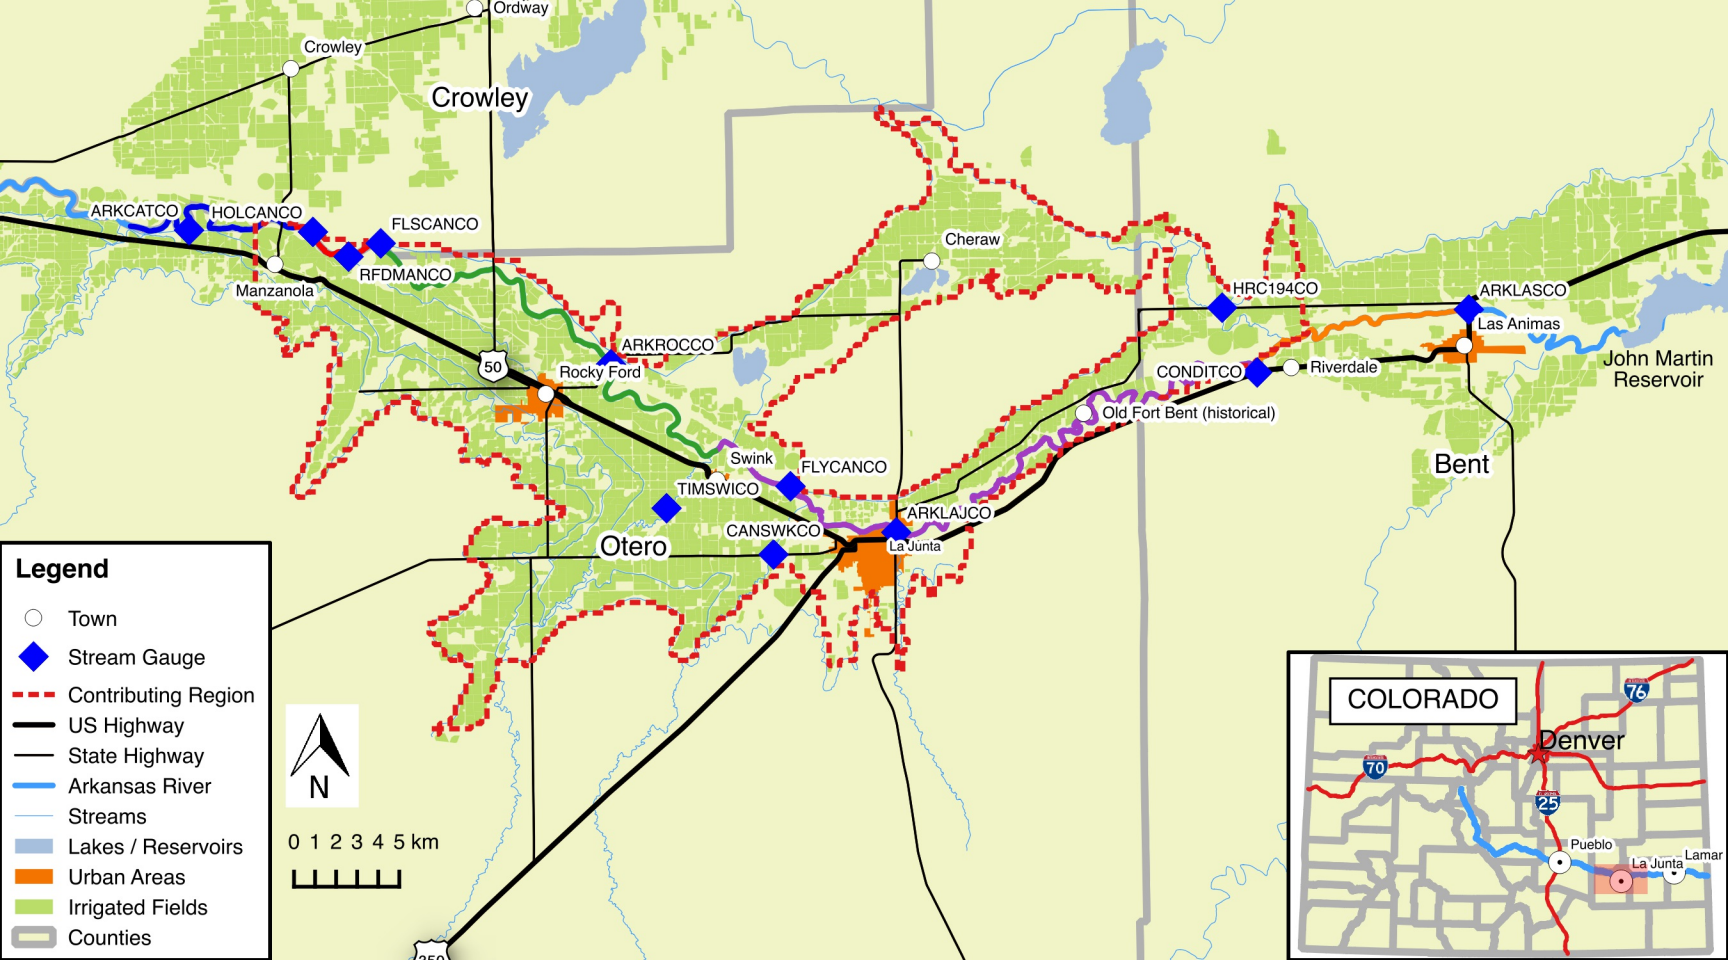 Ordway
Crowley
Crowley
ARKCATCO
HOLCANCO
FLSCANCO
RFDMANCO
Manzanola
Cheraw
HRC194CO
ARKLASCO
Las Animas
John Martin
Reservoir
ARKROCCO
50
Rocky Ford
CONDITCO
Riverdale
Old Fort Bent (historical)
Bent
Swink
FLYCANCO
TIMSWICO
ARKLAJCO
CANSWKCO
La Junta
Otero
Legend
Town
Stream Gauge
Contributing Region
US Highway
State Highway
Arkansas River
Streams
Lakes / Reservoirs
Urban Areas
Irrigated Fields
Counties
N
0 1 2 3 4 5 km
350
COLORADO
76
Denver
70
25
Pueblo
La Junta
Lamar